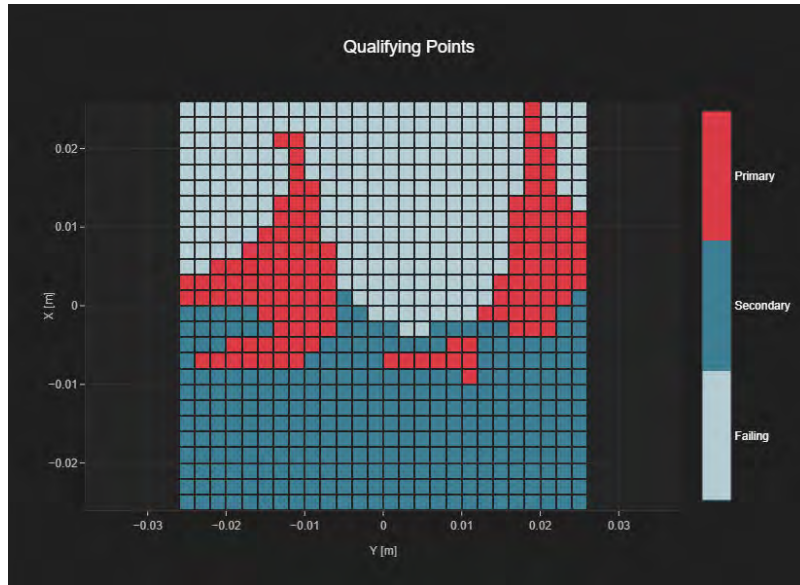 Qualifying Points
0.02
0.01
0
−0.01
−0.02
X [m]
−0.03
−0.02
−0.01
0
0.01
0.02
0.03
Y [m]
Primary
Secondary
Failing